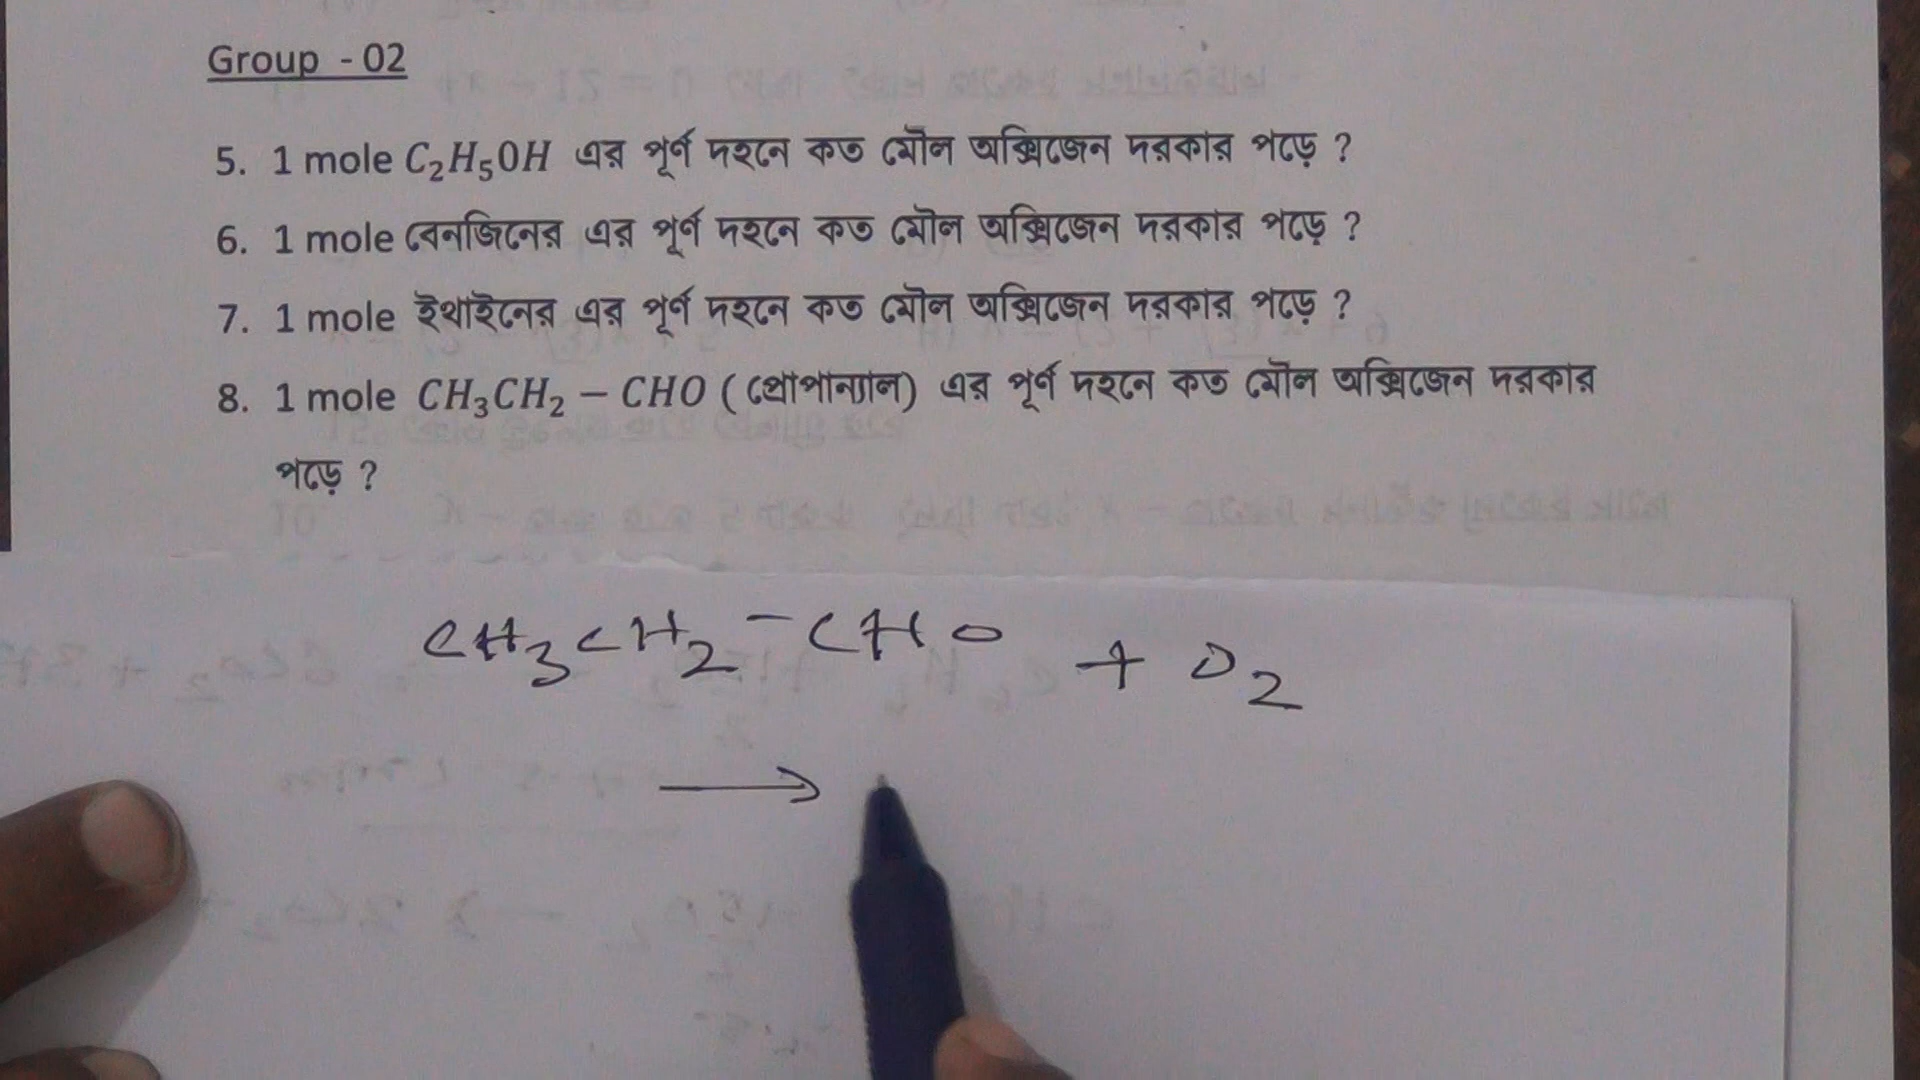 Group - 02
5. 1 mole C₂H₅OH এর পূর্ণ দহনে কত মৌল অক্সিজেন দরকার পড়ে ?
6. 1 mole বেনজিনের এর পূর্ণ দহনে কত মৌল অক্সিজেন দরকার পড়ে ?
7. 1 mole ইথাইনের এর পূর্ণ দহনে কত মৌল অক্সিজেন দরকার পড়ে ?
8. 1 mole CH₃CH₂ – CHO ( প্রোপান্যাল) এর পূর্ণ দহনে কত মৌল অক্সিজেন দরকার
পড়ে ?
CH₃CH₂ - CHO + O₂
→